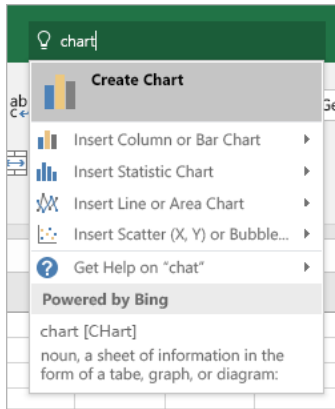 chart
Create Chart
ab
c
Ge
Insert Column or Bar Chart
Insert Statistic Chart
Insert Line or Area Chart
Insert Scatter (X, Y) or Bubble...
Get Help on “chat”
Powered by Bing
chart [CHart]
noun, a sheet of information in the
form of a tabe, graph, or diagram: